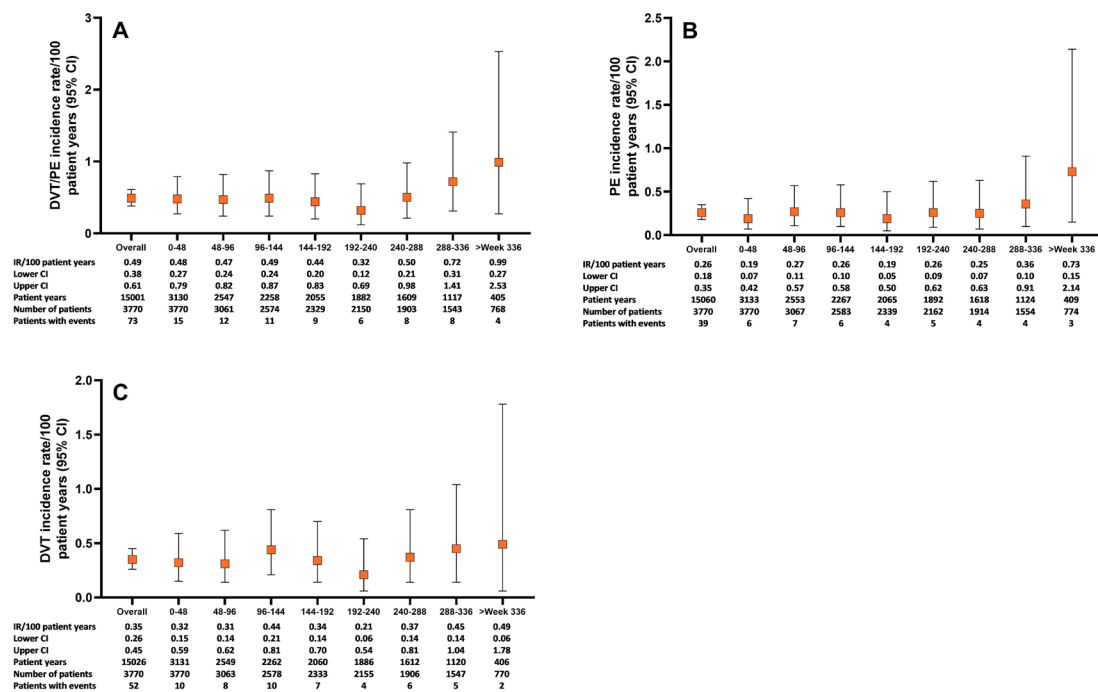 A
DVT/PE incidence rate/100
patient years (95% CI)
3
2
1
0
Overall 0-48 48-96 96-144 144-192 192-240 240-288 288-336 >Week 336
IR/100 patient years 0.49 0.48 0.47 0.49 0.44 0.32 0.50 0.72 0.99
Lower CI 0.38 0.27 0.24 0.24 0.20 0.12 0.21 0.31 0.27
Upper CI 0.61 0.79 0.82 0.87 0.83 0.69 0.98 1.41 2.53
Patient years 15001 3130 2547 2258 2055 1882 1609 1117 405
Number of patients 3770 3770 3061 2574 2329 2150 1903 1543 768
Patients with events 73 15 12 11 9 6 8 8 4
B
PE incidence rate/100
patient years (95% CI)
2.5
2.0
1.5
1.0
0.5
0.0
Overall 0-48 48-96 96-144 144-192 192-240 240-288 288-336 >Week 336
IR/100 patient years 0.26 0.19 0.27 0.26 0.19 0.26 0.25 0.36 0.73
Lower CI 0.18 0.07 0.11 0.10 0.05 0.09 0.07 0.10 0.15
Upper CI 0.35 0.42 0.57 0.58 0.50 0.62 0.63 0.91 2.14
Patient years 15060 3133 2553 2267 2065 1892 1618 1124 409
Number of patients 3770 3770 3067 2583 2339 2162 1914 1554 774
Patients with events 39 6 7 6 4 5 4 4 3
C
DVT incidence rate/100
patient years (95% CI)
2.0
1.5
1.0
0.5
0.0
Overall 0-48 48-96 96-144 144-192 192-240 240-288 288-336 >Week 336
IR/100 patient years 0.35 0.32 0.31 0.44 0.34 0.21 0.37 0.45 0.49
Lower CI 0.26 0.15 0.14 0.21 0.14 0.06 0.14 0.14 0.06
Upper CI 0.45 0.59 0.62 0.81 0.70 0.54 0.81 1.04 1.78
Patient years 15026 3131 2549 2262 2060 1886 1612 1120 406
Number of patients 3770 3770 3063 2578 2333 2155 1906 1547 770
Patients with events 52 10 8 10 7 4 6 5 2